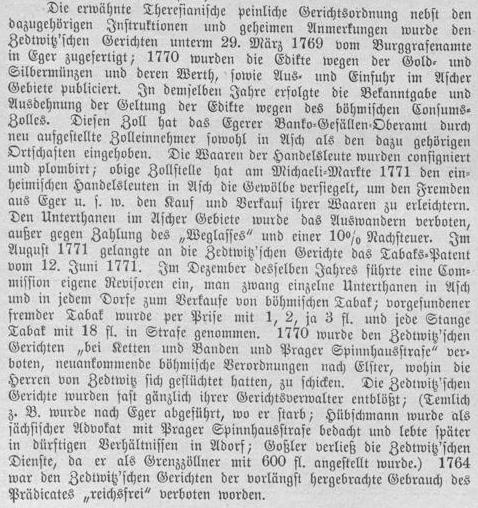 Die erwähnte Theresianische peinliche Gerichtsordnung nebst den
dazugehörigen Instruktionen und geheimen Anmerkungen wurde den
Zedtwitz'schen Gerichten unterm 29. März 1769 vom Burggrafenamte
in Eger zugefertigt; 1770 wurden die Edikte wegen der Gold- und
Silbermünzen und deren Werth, sowie Aus- und Einfuhr im Ascher
Gebiete publiciert. In demselben Jahre erfolgte die Bekanntgabe und
Ausdehnung der Geltung der Edikte wegen des böhmischen Consums-
Zolles. Diesen Zoll hat das Egerer Banko-Gefällen-Oberamt durch
neu aufgestellte Zolleinnehmer sowohl in Asch als den dazu gehörigen
Ortschaften eingehoben. Die Waaren der Handelsleute wurden consigniert
und plombirt; obige Zollstelle hat am Michaeli-Markte 1771 den ein-
heimischen Handelsleuten in Asch die Gewölbe versiegelt, um den Fremden
aus Eger u. s. w. den Kauf und Verkauf ihrer Waaren zu erleichtern.
Den Unterthanen im Ascher Gebiete wurde das Auswandern verboten,
außer gegen Zahlung des „Weglasses“ und einer 10% Nachsteuer. Im
August 1771 gelangte an die Zedtwitz'schen Gerichte das Tabaks-Patent
vom 12. Juni 1771. Im Dezember desselben Jahres führte eine Com-
mission eigene Revisoren ein, man zwang einzelne Unterthanen in Asch
und in jedem Dorfe zum Verkaufe von böhmischen Tabak; vorgefundener
fremder Tabak wurde per Prise mit 1, 2, ja 3 fl. und jede Stange
Tabak mit 18 fl. in Strafe genommen. 1770 wurde den Zedtwitz'schen
Gerichten „bei Ketten und Banden und Prager Spinnhausstrafe“ ver-
boten, neuankommende böhmische Verordnungen nach Elster, wohin die
Herren von Zedtwitz sich geflüchtet hatten, zu schicken. Die Zedtwitz'schen
Gerichte wurden fast gänzlich ihrer Gerichtsverwalter entblößt; (Temlich
z. B. wurde nach Eger abgeführt, wo er starb; Hübschmann wurde als
sächsischer Advokat mit Prager Spinnhausstrafe bedacht und lebte später
in dürftigen Verhältnissen in Adorf; Goßler verließ die Zedtwitz'schen
Dienste, da er als Grenzzöllner mit 600 fl. angestellt wurde.) 1764
war den Zedtwitz'schen Gerichten der vorlängst hergebrachte Gebrauch des
Prädicates „reichsfrei“ verboten worden.